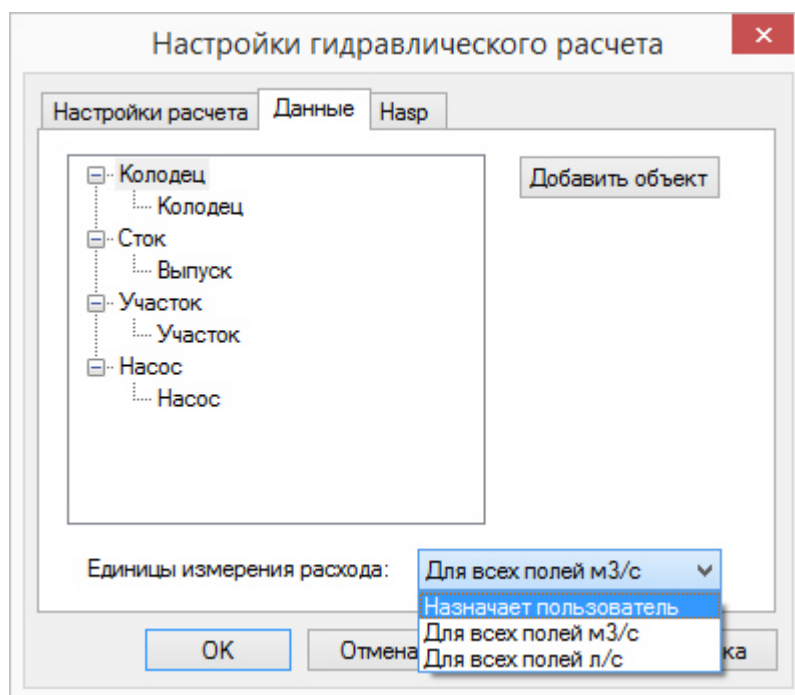 Настройки гидравлического расчета
Настройки расчета Данные Hasp
Колодец Добавить объект
Колодец
Сток
Выпуск
Участок
Участок
Насос
Насос
Единицы измерения расхода: Для всех полей м3/с
Назначает пользователь
Для всех полей м3/с
Для всех полей л/с
OK Отмена